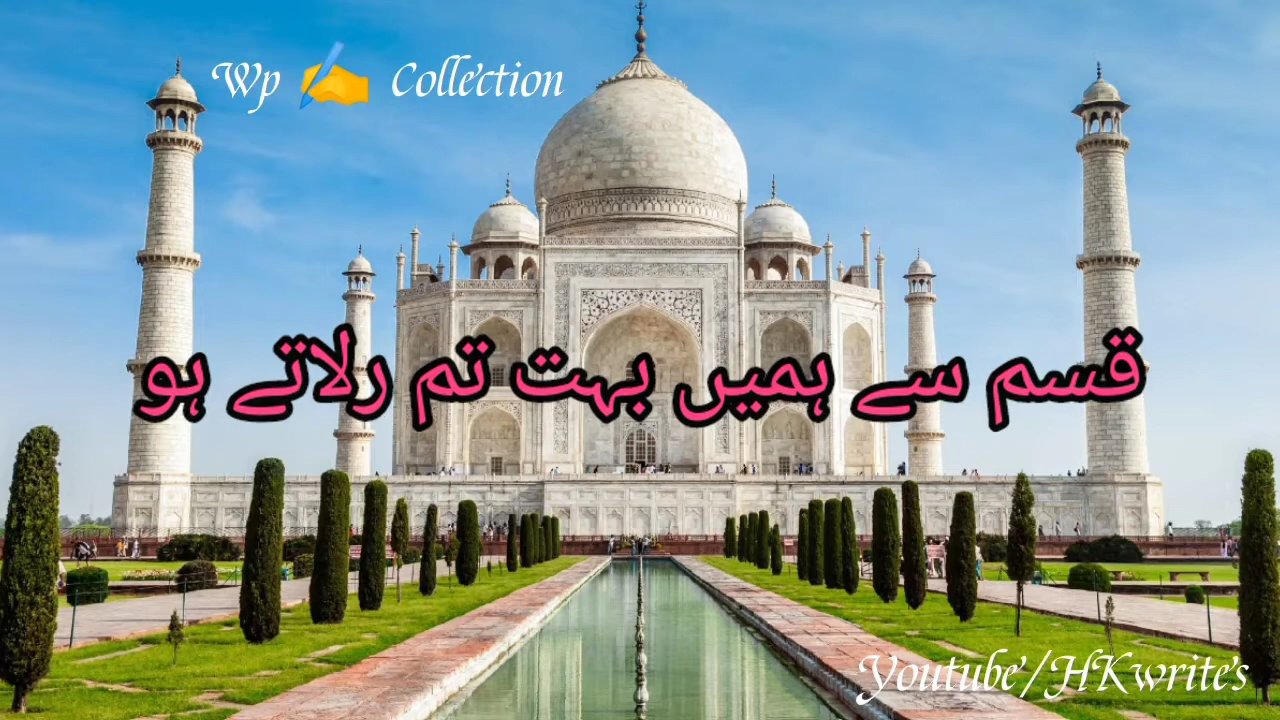 Wp ✍️ Collection
قسم سے ہمیں بہت تم رلاتے ہو
Youtube/HKwrite's